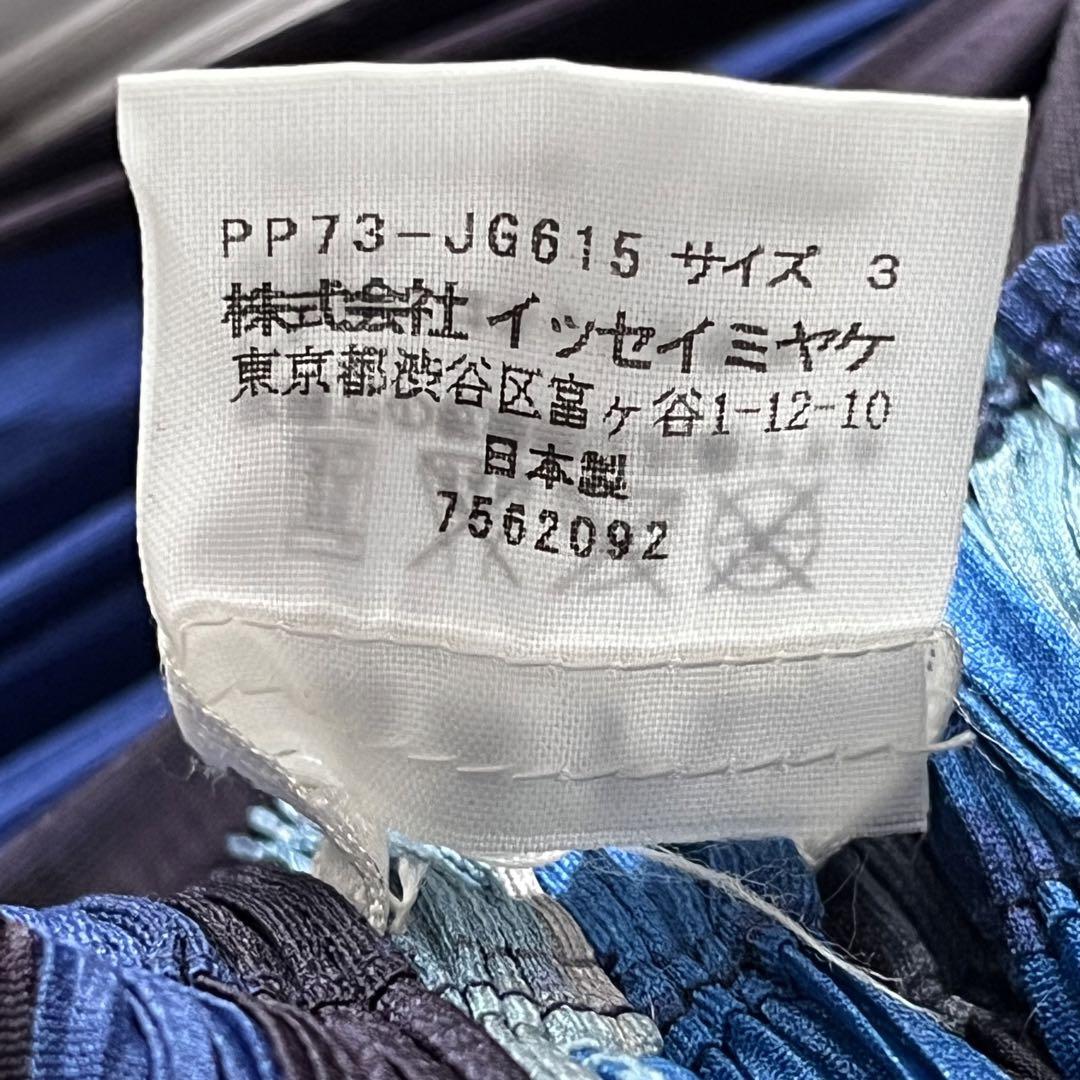 PP73-JG615 サイズ 3
株式会社 イッセイミヤケ
東京都渋谷区富ヶ谷1-12-10
日本製
7562092